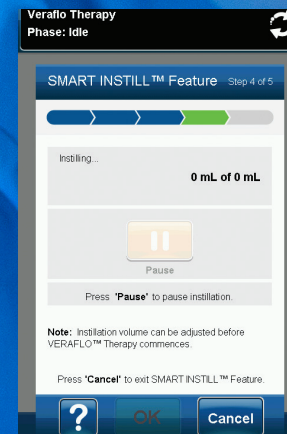 Veraflo Therapy
Phase: Idle
SMART INSTILL™ Feature Step 4 of 5
Instilling...
0 mL of 0 mL
Pause
Press "Pause" to pause instillation.
Note: Instillation volume can be adjusted before
VERAFLO™ Therapy commences.
Press "Cancel" to exit SMART INSTILL™ Feature.
? OK Cancel